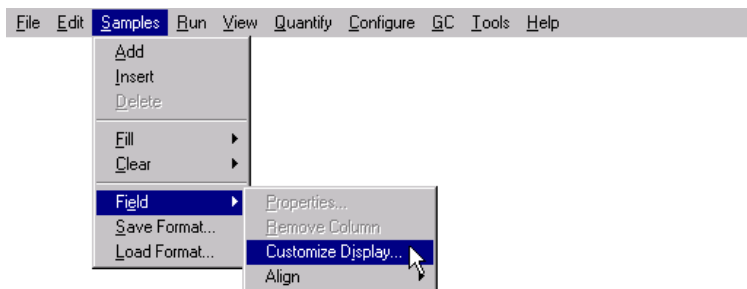 File Edit Samples Run View Quantify Configure GC Tools Help
Add
Insert
Delete
Fill
Clear
Field
Properties...
Save Format...
Remove Column
Load Format...
Customize Display...
Align